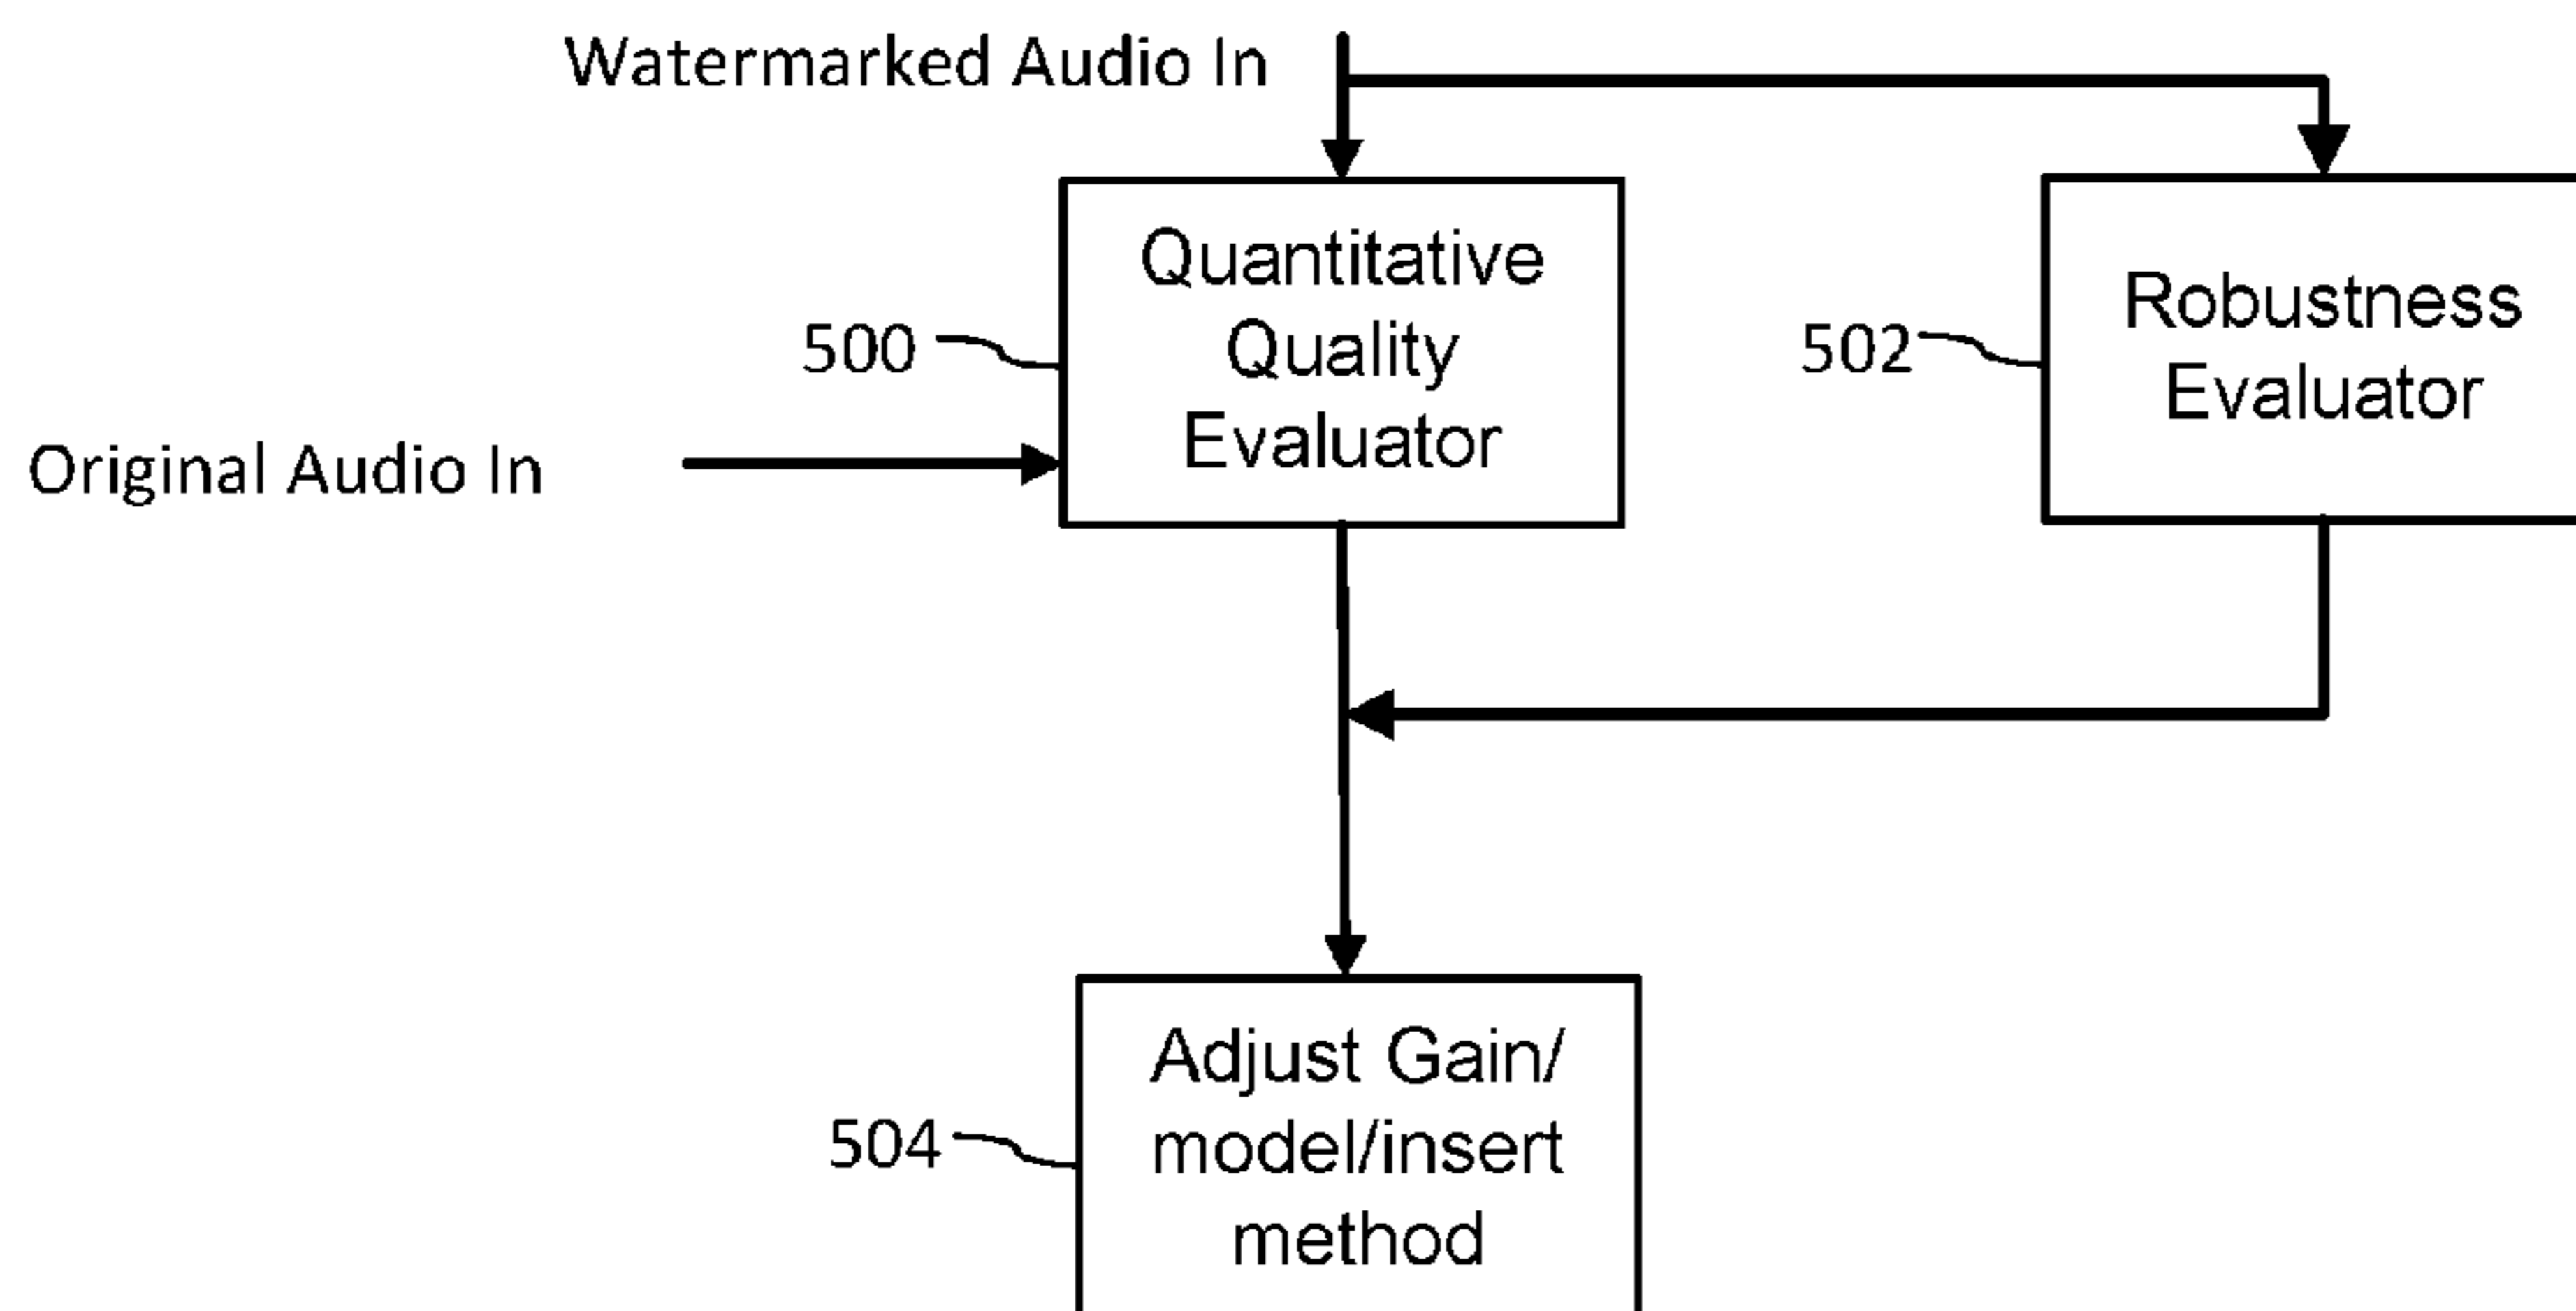 Watermarked Audio In
Quantitative
Quality
Evaluator
500
Robustness
Evaluator
502
Original Audio In
Adjust Gain/
model/insert
method
504